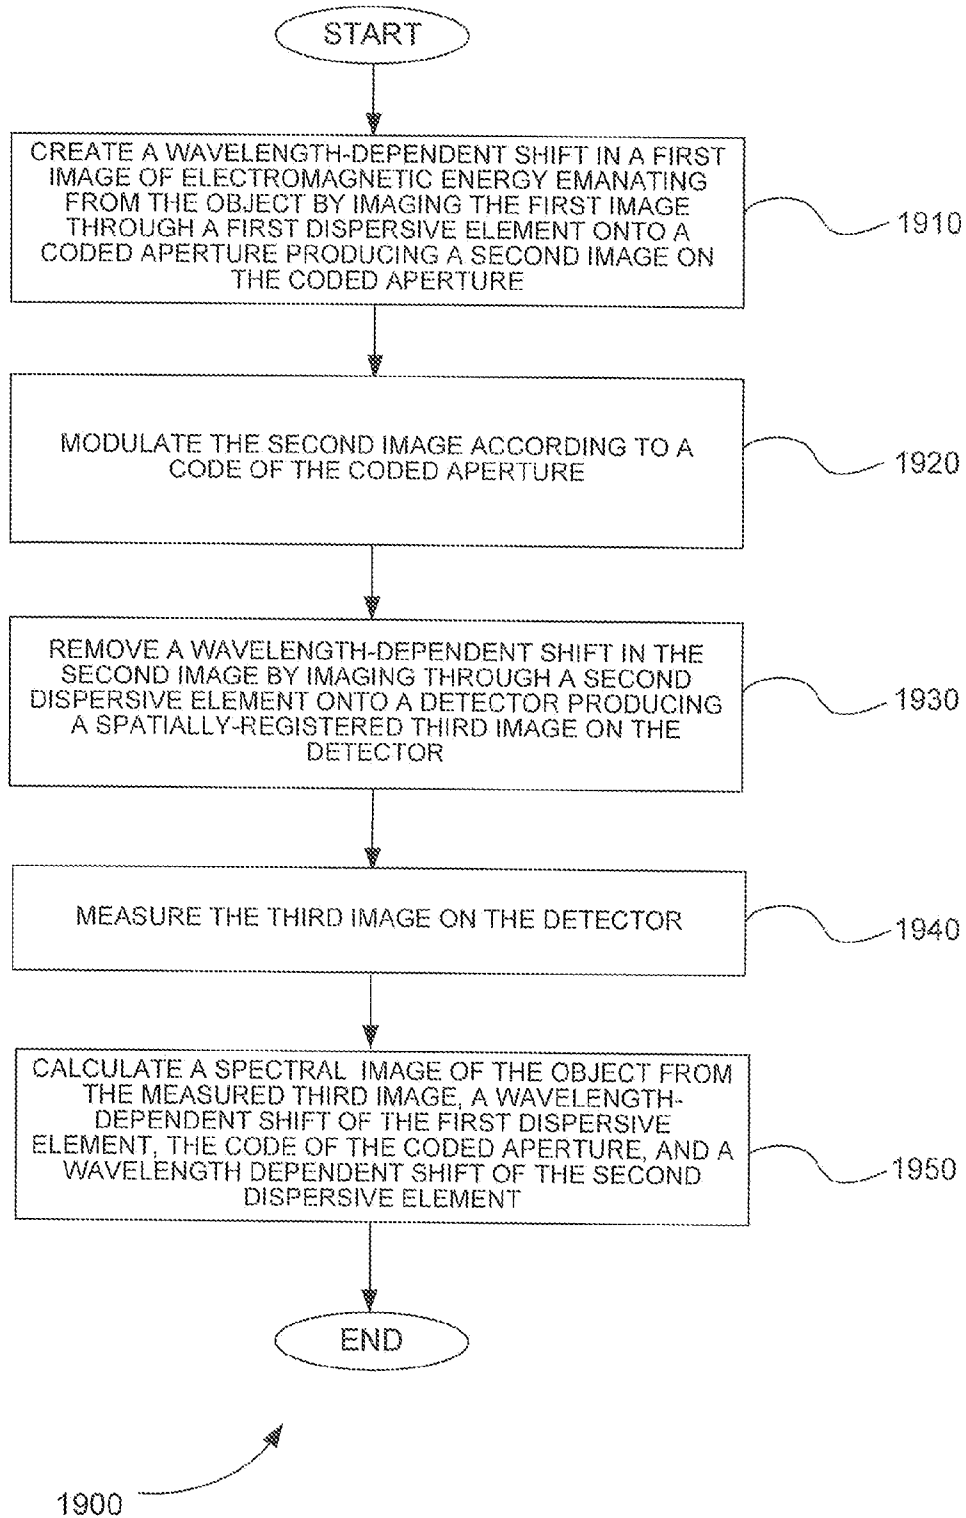 START
CREATE A WAVELENGTH-DEPENDENT SHIFT IN A FIRST
IMAGE OF ELECTROMAGNETIC ENERGY EMANATING
FROM THE OBJECT BY IMAGING THE FIRST IMAGE
THROUGH A FIRST DISPERSIVE ELEMENT ONTO A
CODED APERTURE PRODUCING A SECOND IMAGE ON
THE CODED APERTURE
1910
MODULATE THE SECOND IMAGE ACCORDING TO A
CODE OF THE CODED APERTURE
1920
REMOVE A WAVELENGTH-DEPENDENT SHIFT IN THE
SECOND IMAGE BY IMAGING THROUGH A SECOND
DISPERSIVE ELEMENT ONTO A DETECTOR PRODUCING
A SPATIALLY-REGISTERED THIRD IMAGE ON THE
DETECTOR
1930
MEASURE THE THIRD IMAGE ON THE DETECTOR
1940
CALCULATE A SPECTRAL IMAGE OF THE OBJECT FROM
THE MEASURED THIRD IMAGE, A WAVELENGTH-
DEPENDENT SHIFT OF THE FIRST DISPERSIVE
ELEMENT, THE CODE OF THE CODED APERTURE, AND A
WAVELENGTH DEPENDENT SHIFT OF THE SECOND
DISPERSIVE ELEMENT
1950
END
1900